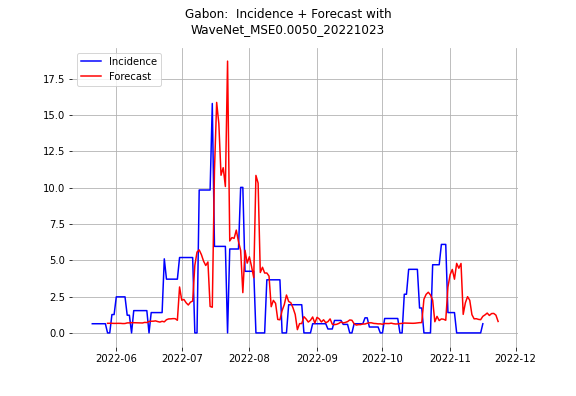 Gabon:  Incidence + Forecast with
WaveNet_MSE0.0050_20221023
Incidence
Forecast
17.5
15.0
12.5
10.0
7.5
5.0
2.5
0.0
2022-06 2022-07 2022-08 2022-09 2022-10 2022-11 2022-12